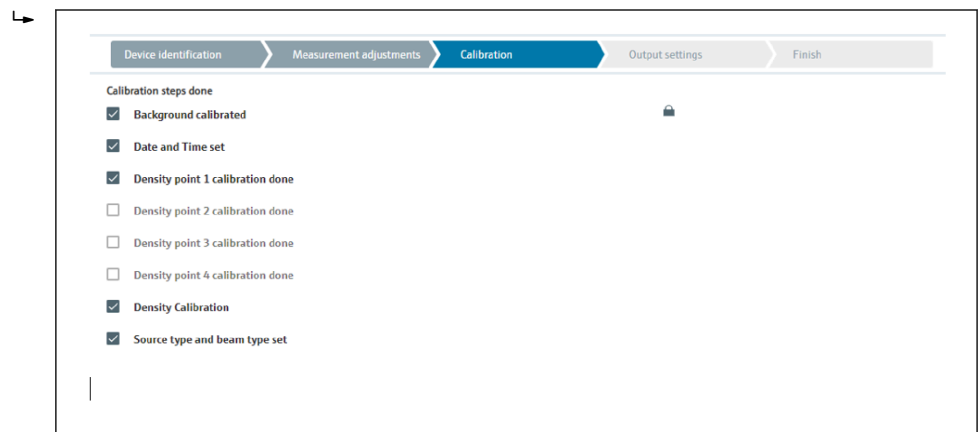 Device identification Measurement adjustments Calibration Output settings Finish
Calibration steps done
Background calibrated
Date and Time set
Density point 1 calibration done
Density point 2 calibration done
Density point 3 calibration done
Density point 4 calibration done
Density Calibration
Source type and beam type set